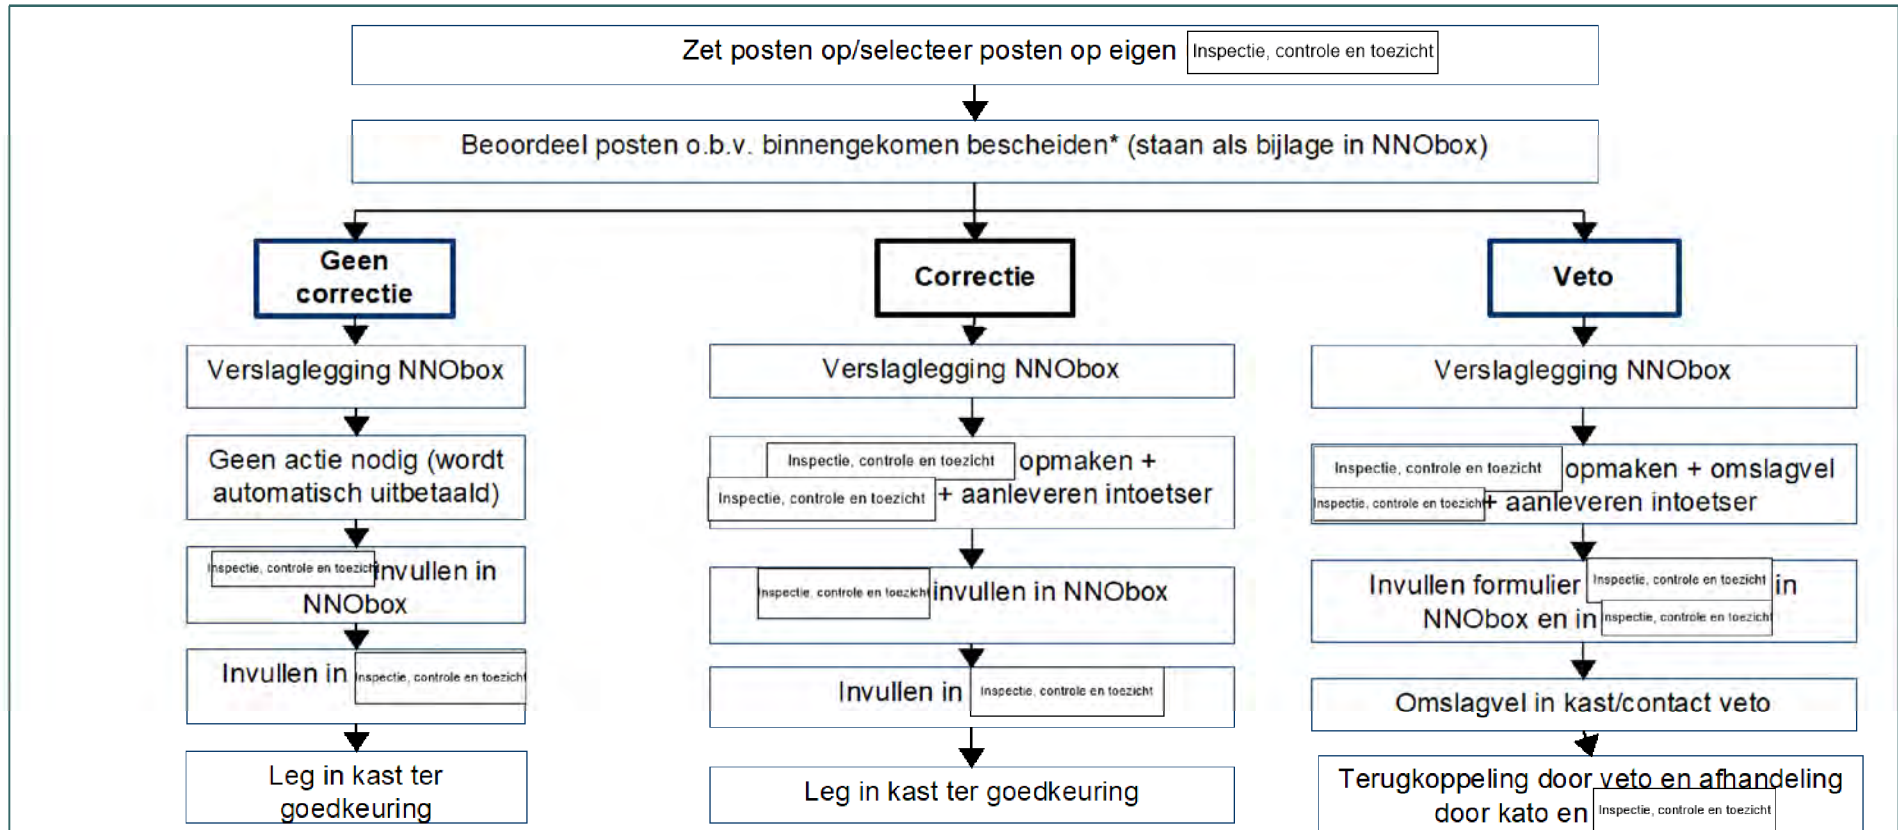 Zet posten op/selecteer posten op eigen Inspectie, controle en toezicht
Beoordeel posten o.b.v. binnengekomen bescheiden* (staan als bijlage in NNObox)
Geen
correctie
Verslaglegging NNObox
Geen actie nodig (wordt
automatisch uitbetaald)
Inspectie, controle en toezicht invullen in
NNObox
Invullen in Inspectie, controle en toezicht
Leg in kast ter
goedkeuring
Correctie
Verslaglegging NNObox
Inspectie, controle en toezicht opmaken +
Inspectie, controle en toezicht + aanleveren intoetser
Inspectie, controle en toezicht invullen in NNObox
Invullen in Inspectie, controle en toezicht
Leg in kast ter goedkeuring
Veto
Verslaglegging NNObox
Inspectie, controle en toezicht opmaken + omslagvel
Inspectie, controle en toezicht + aanleveren intoetser
Invullen formulier Inspectie, controle en toezicht in
NNObox en in Inspectie, controle en toezicht
Omslagvel in kast/contact veto
Terugkoppeling door veto en afhandeling
door kato en Inspectie, controle en toezicht